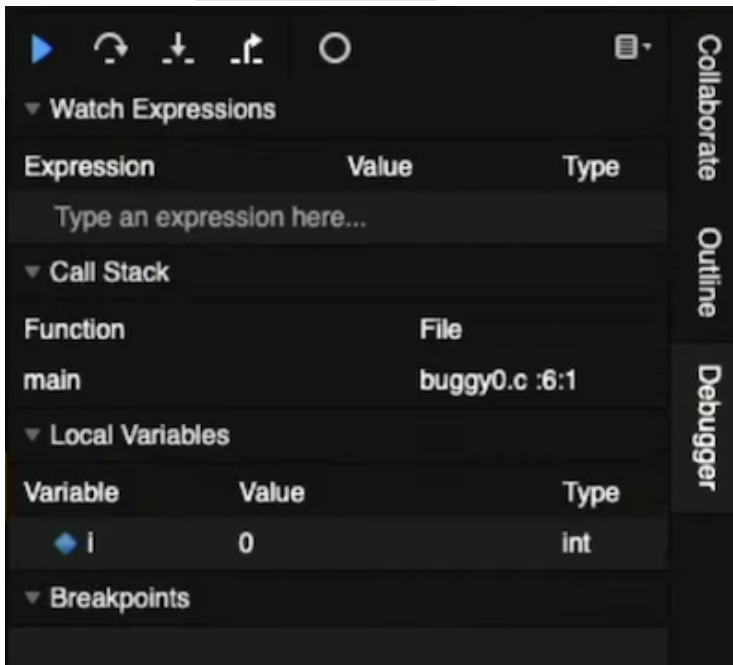 Watch Expressions
Expression Value Type
Type an expression here...
Call Stack
Function File
main buggy0.c :6:1
Local Variables
Variable Value Type
i 0 int
Breakpoints
Collaborate
Outline
Debugger